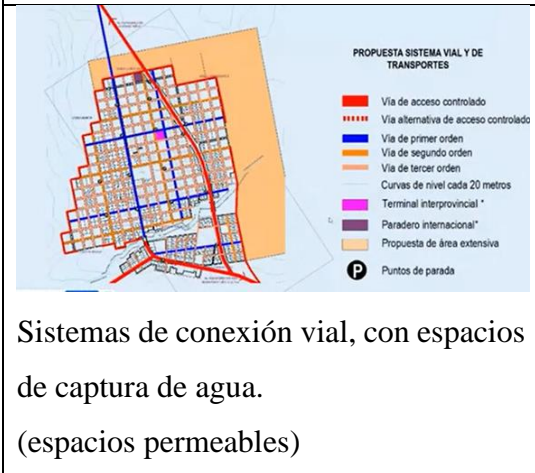 PROPUESTA SISTEMA VIAL Y DE
TRANSPORTES
Vía de acceso controlado
Vía alternativa de acceso controlado
Vía de primer orden
Vía de segundo orden
Vía de tercer orden
Curvas de nivel cada 20 metros
Terminal interprovincial *
Paradero internacional*
Propuesta de área extensiva
P Puntos de parada
Sistemas de conexión vial, con espacios
de captura de agua.
(espacios permeables)